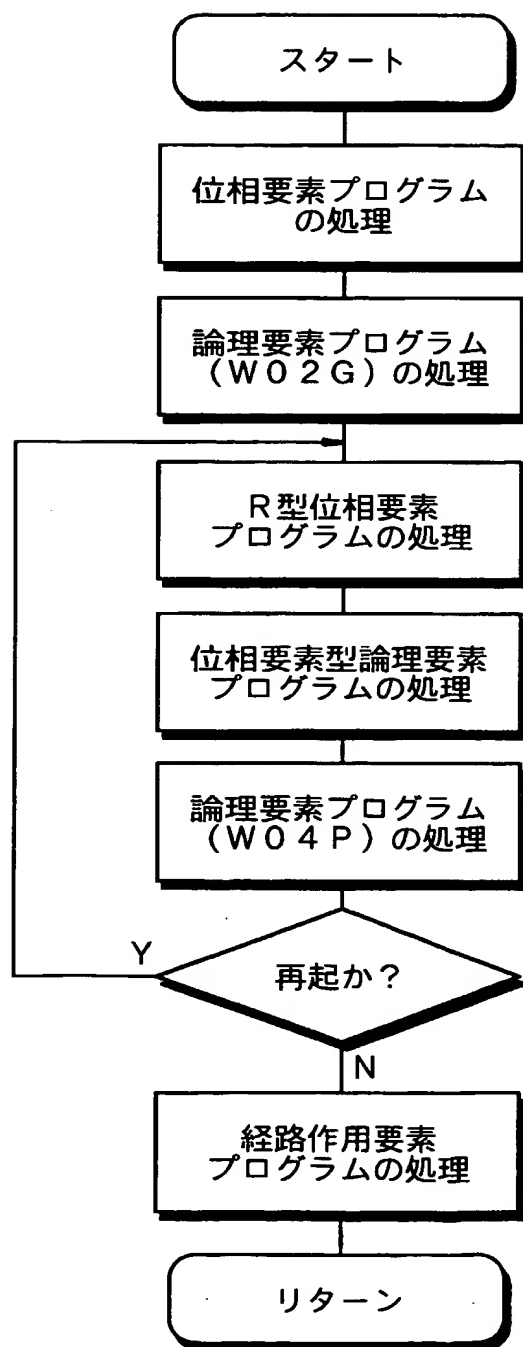 スタート
位相要素プログラム
の処理
論理要素プログラム
(W02G)の処理
R型位相要素
プログラムの処理
位相要素型論理要素
プログラムの処理
論理要素プログラム
(W04P)の処理
Y
再起か?
N
経路作用要素
プログラムの処理
リターン